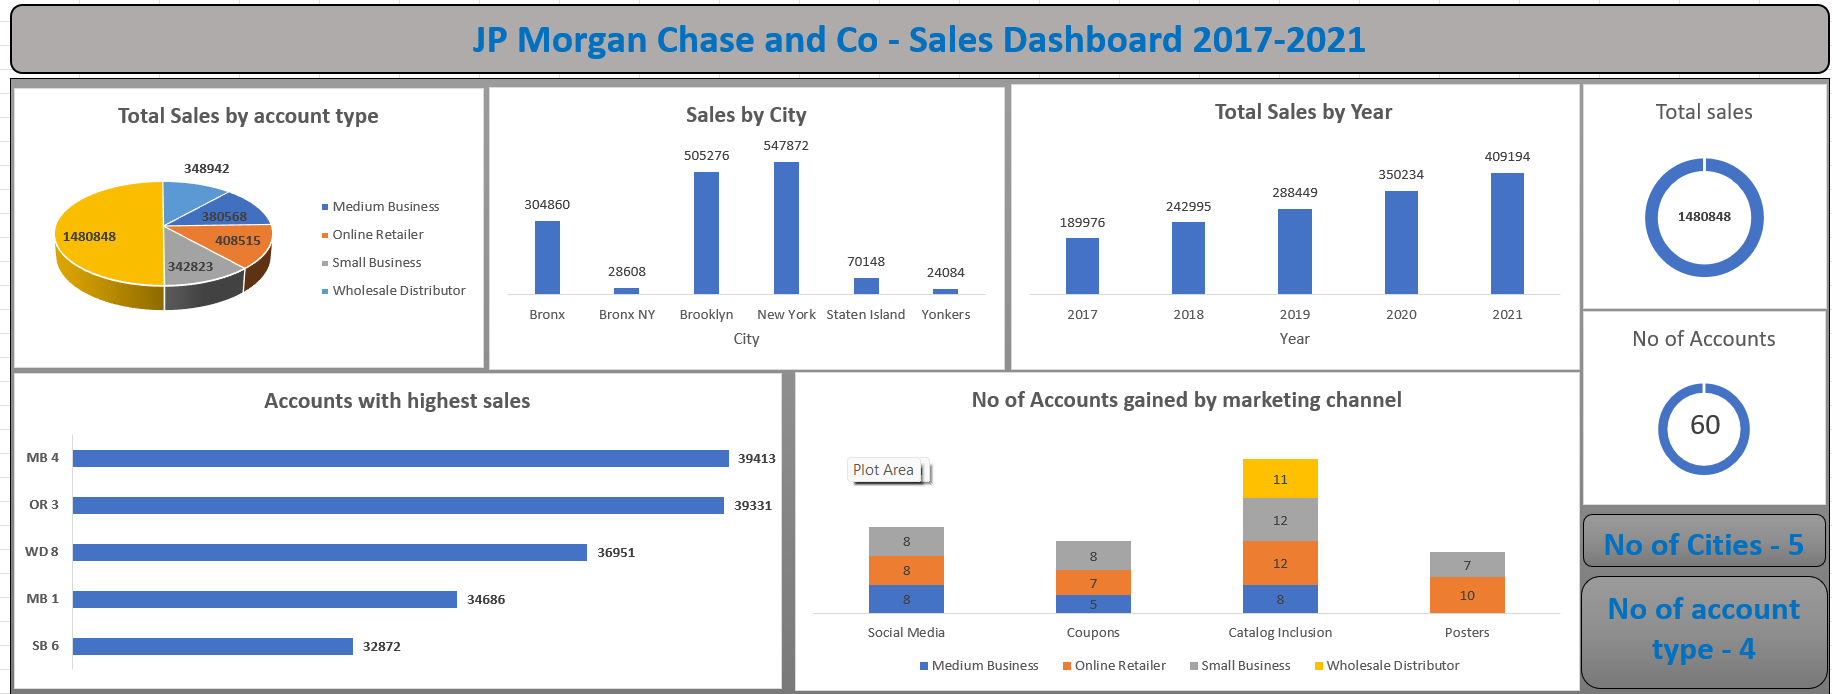 JP Morgan Chase and Co - Sales Dashboard 2017-2021
Total Sales by account type
348942
380568
1480848
408515
342823
Medium Business
Online Retailer
Small Business
Wholesale Distributor
Sales by City
547872
505276
304860
28608
70148
24084
Bronx Bronx NY Brooklyn New York Staten Island Yonkers
City
Total Sales by Year
409194
350234
288449
242995
189976
2017 2018 2019 2020 2021
Year
Total sales
1480848
No of Accounts
60
Accounts with highest sales
MB 4 39413
OR 3 39331
WD 8 36951
MB 1 34686
SB 6 32872
No of Accounts gained by marketing channel
Plot Area
11
12
12
8
8
8
8
8
7
5
7
10
Social Media Coupons Catalog Inclusion Posters
Medium Business Online Retailer Small Business Wholesale Distributor
No of Cities - 5
No of account
type - 4